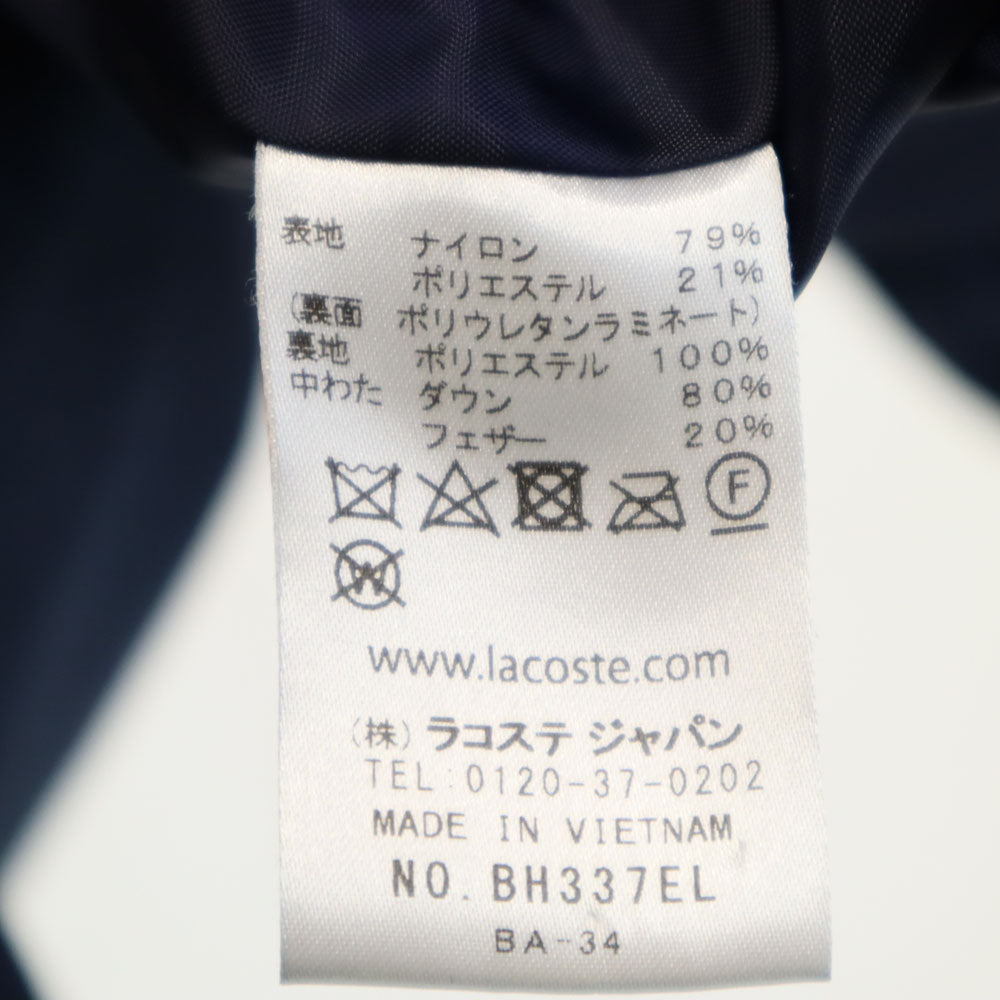 表地 ナイロン 79%
ポリエステル 21%
(裏面 ポリウレタンラミネート)
裏地 ポリエステル 100%
中わた ダウン 80%
フェザー 20%
F
W
www.lacoste.com
(株) ラコステ ジャパン
TEL:0120-37-0202
MADE IN VIETNAM
NO. BH337EL
BA-34